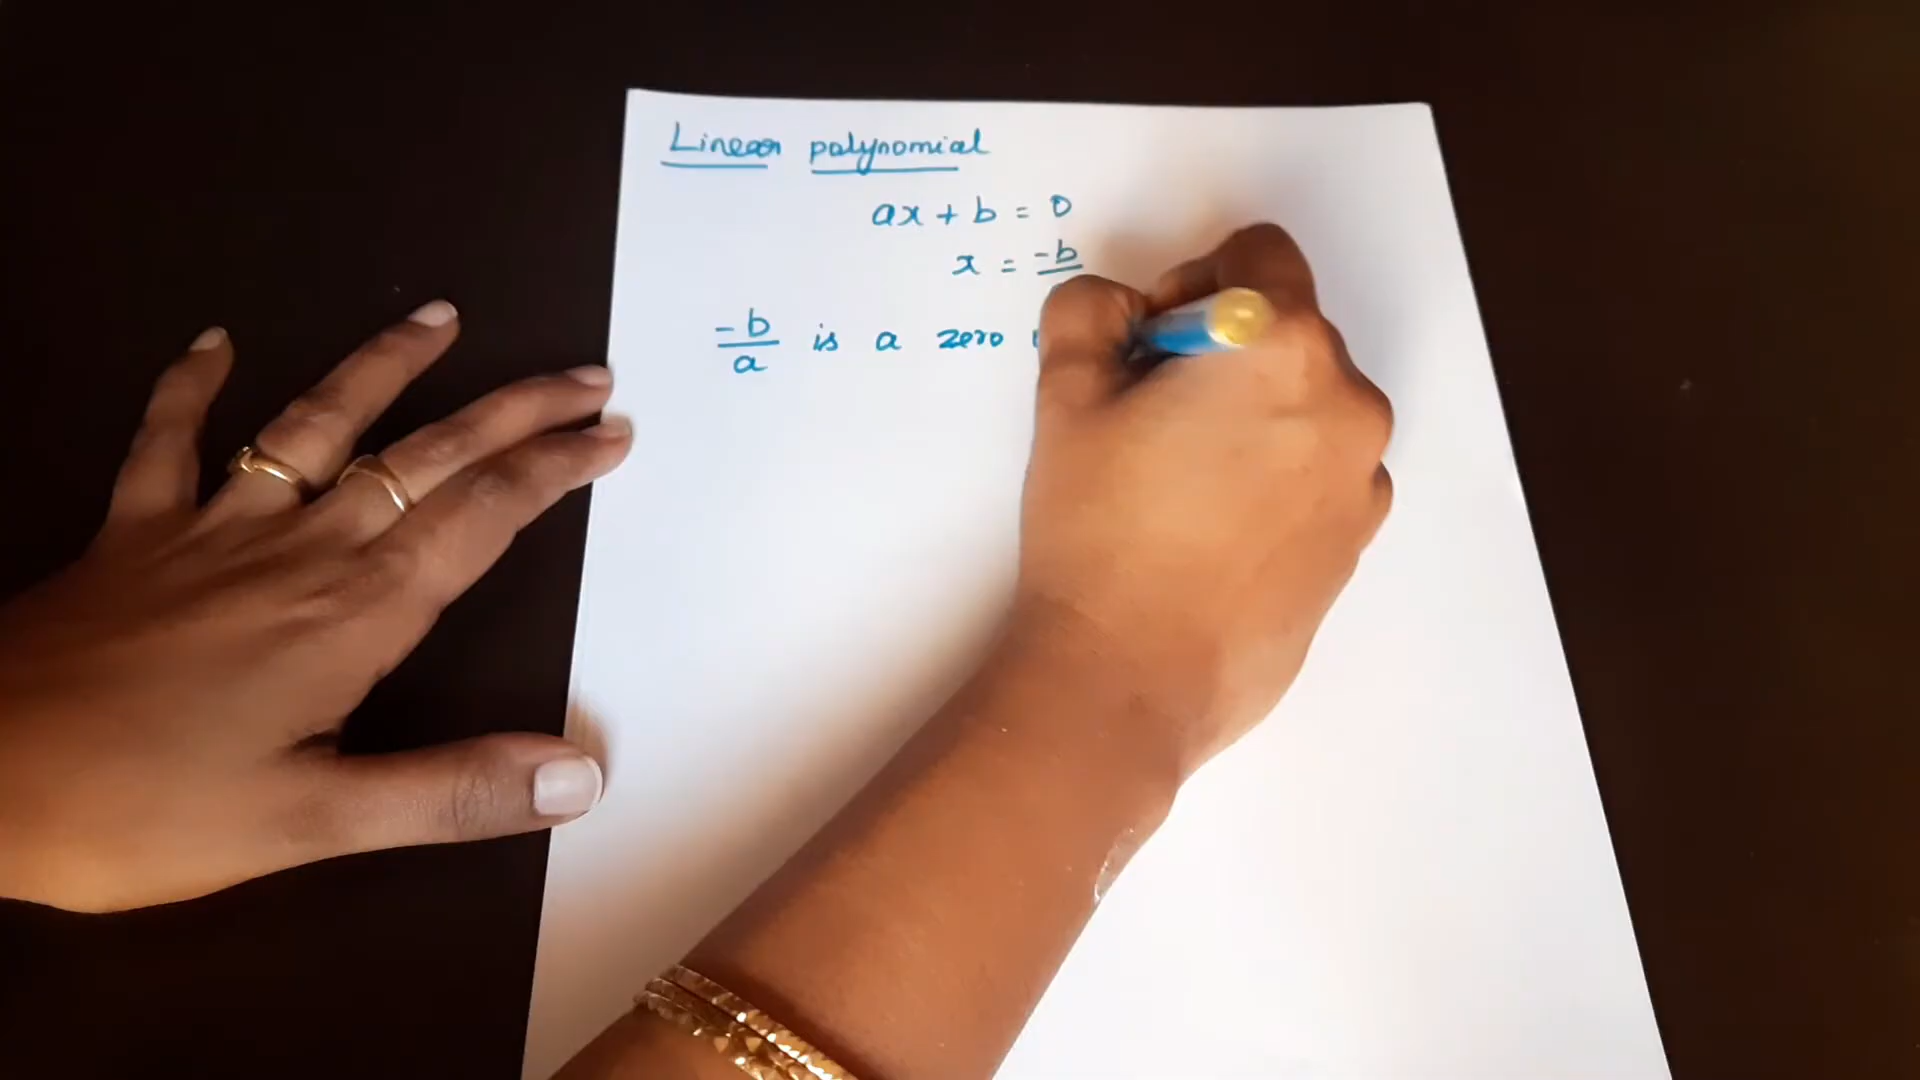 Linear polynomial
ax + b = 0
x = -b
-b/a is a zero